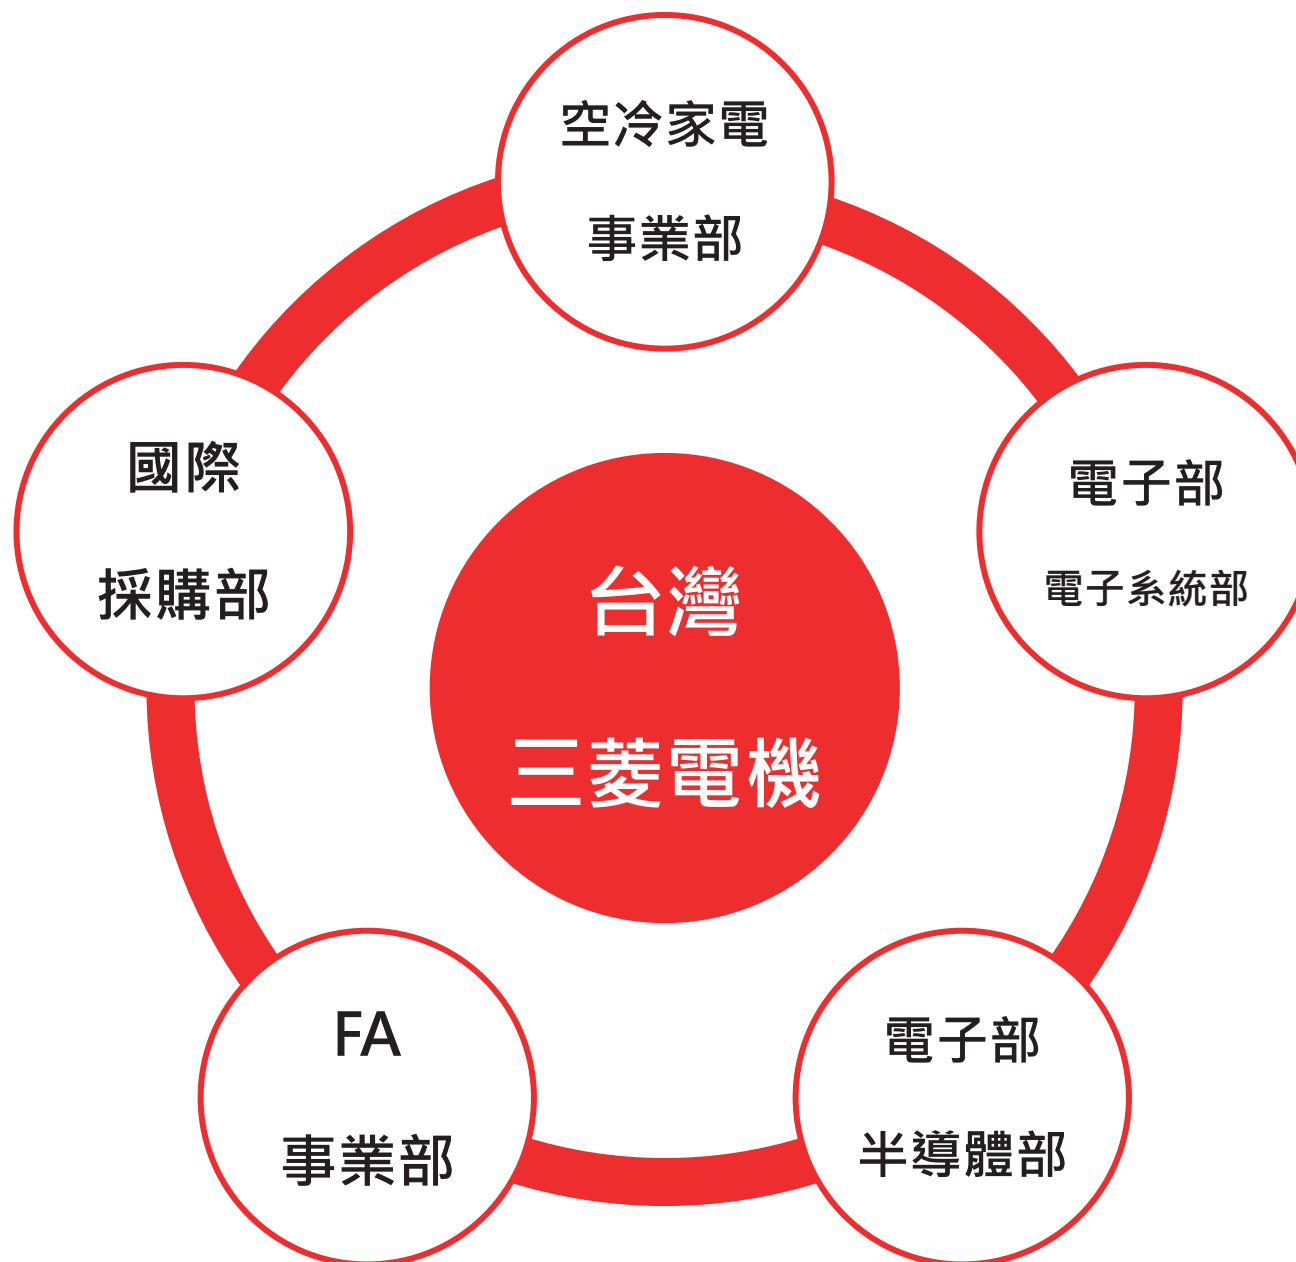 空冷家電
事業部
國際
採購部
電子部
電子系統部
台灣
三菱電機
FA
事業部
電子部
半導體部